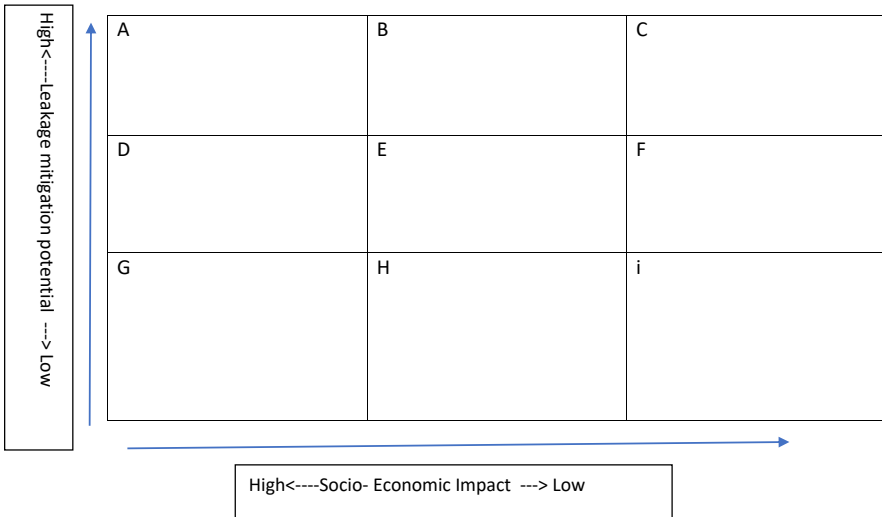 High<----Leakage mitigation potential ---> Low
A
B
C
D
E
F
G
H
i
High<----Socio- Economic Impact ---> Low